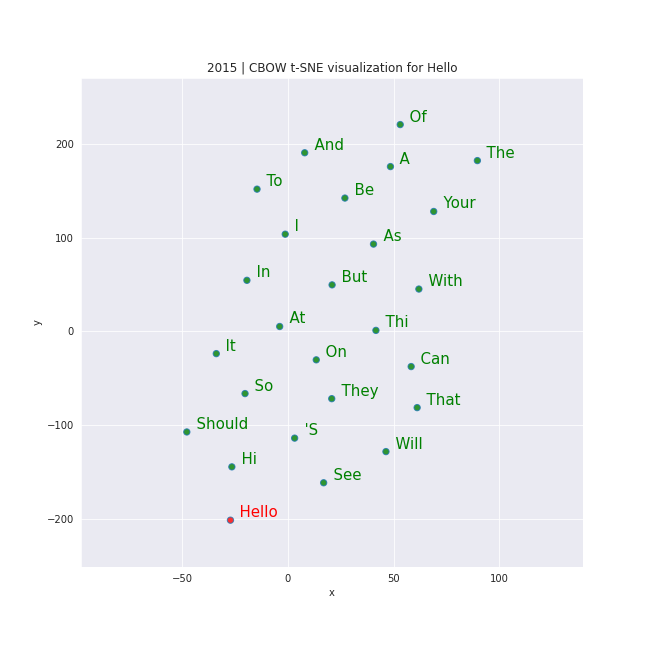 2015 | CBOW t-SNE visualization for Hello
Of
And
The
A
To
Be
Your
I
As
In
But
With
At
Thi
It
On
Can
So
They
That
Should
'S
Will
Hi
See
Hello
200
100
0
−100
−200
y
−50
0
50
100
x